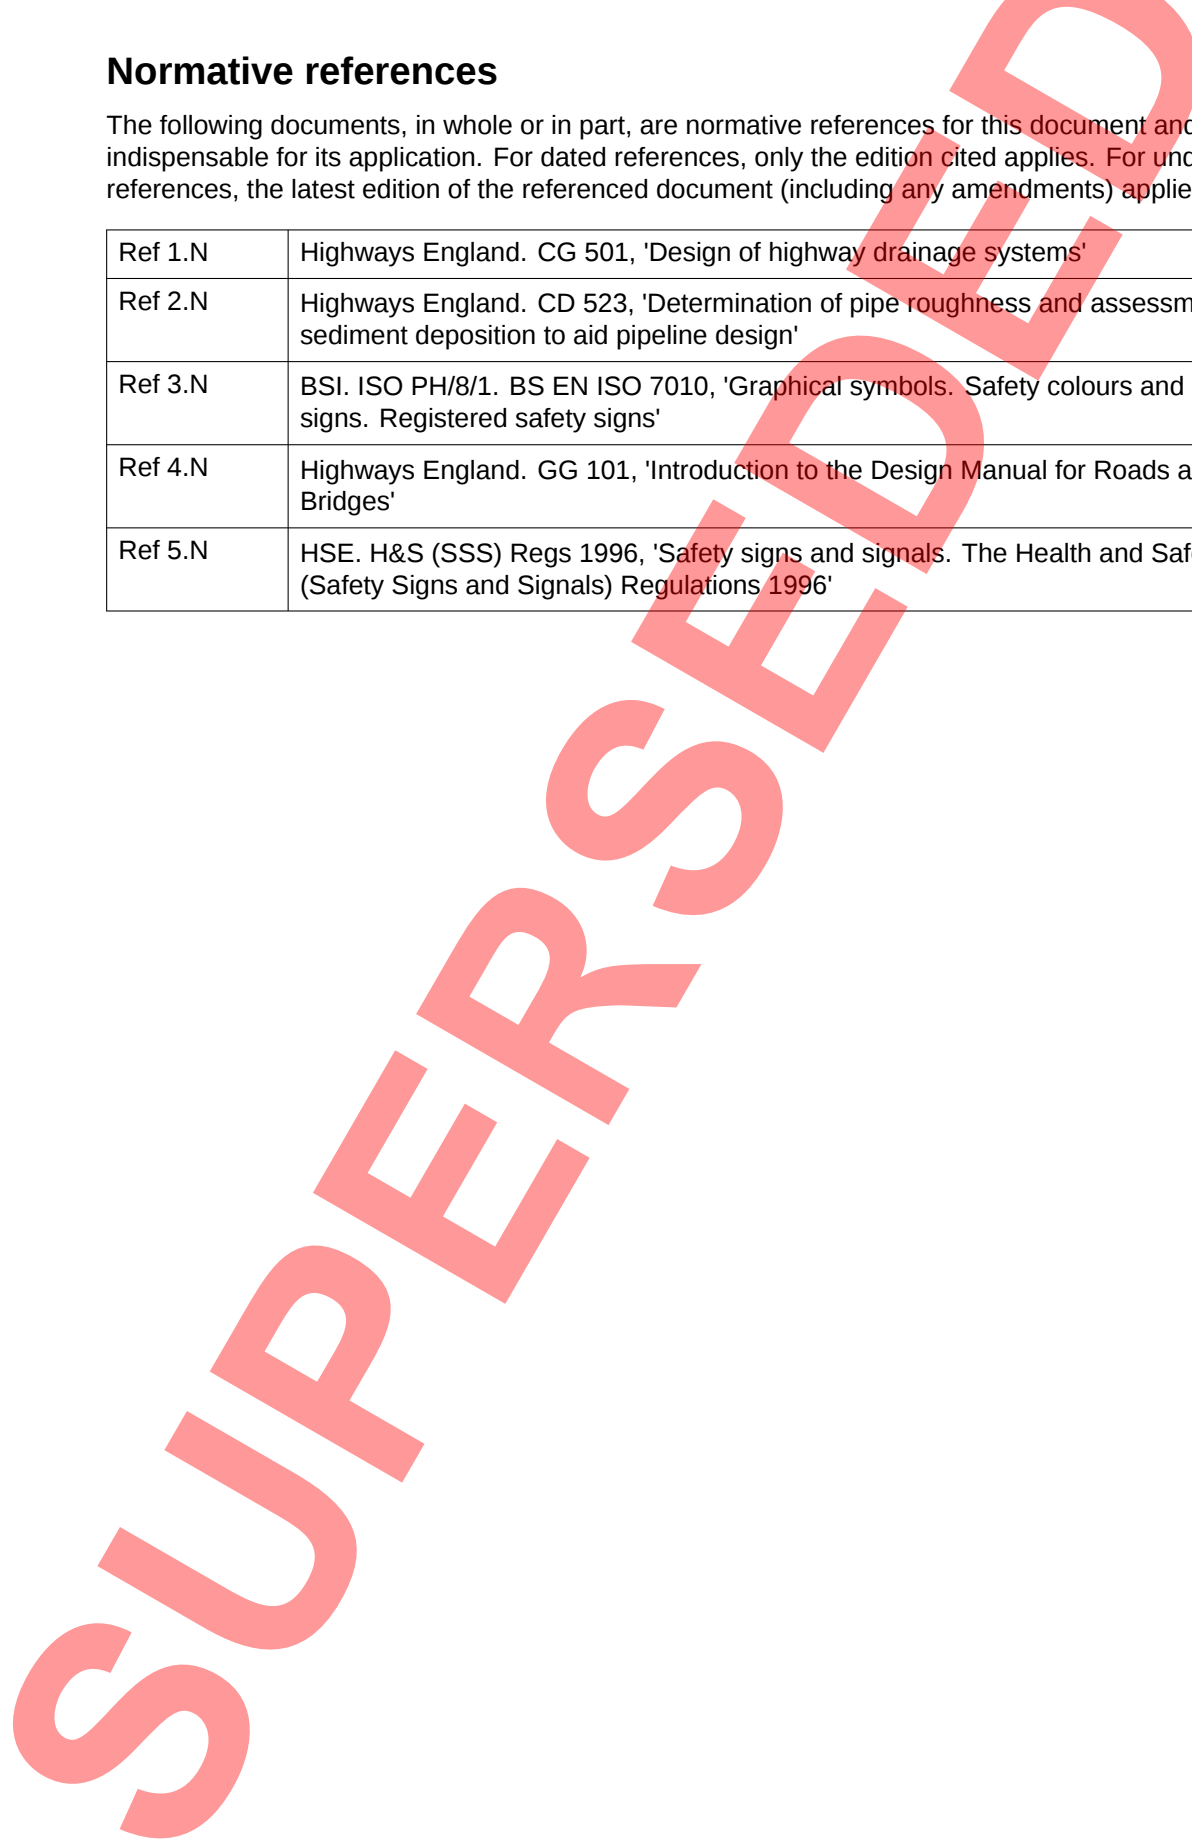 Normative references
The following documents, in whole or in part, are normative references for this document and
indispensable for its application. For dated references, only the edition cited applies. For
references, the latest edition of the referenced document (including any amendments)
Ref 1.N Highways England. CG 501, 'Design of highway drainage systems'
Ref 2.N Highways England. CD 523, 'Determination of pipe roughness and
sediment deposition to aid pipeline design'
Ref 3.N BSI. ISO PH/8/1. BS EN ISO 7010, 'Graphical symbols. Safety colours and
signs. Registered safety signs'
Ref 4.N Highways England. GG 101, 'Introduction to the Design Manual for Roads
Bridges'
Ref 5.N HSE. H&S (SSS) Regs 1996, 'Safety signs and signals. The Health and
(Safety Signs and Signals) Regulations 1996'
SUPERSEDED